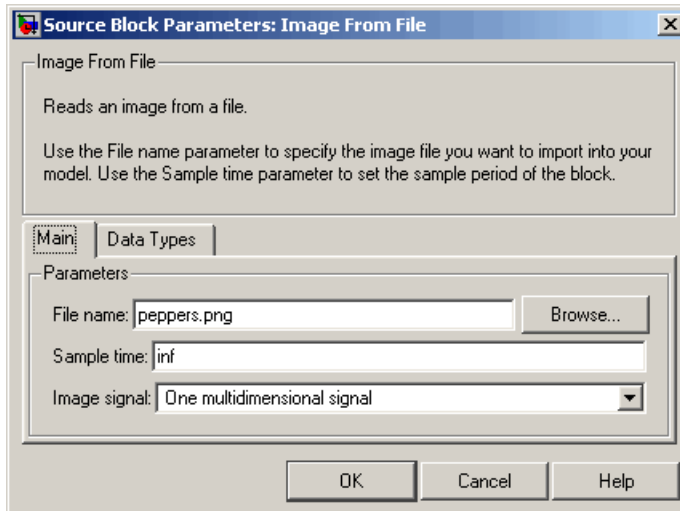 Source Block Parameters: Image From File
Image From File
Reads an image from a file.
Use the File name parameter to specify the image file you want to import into your
model. Use the Sample time parameter to set the sample period of the block.
Main Data Types
Parameters
File name: peppers.png Browse...
Sample time: inf
Image signal: One multidimensional signal
OK Cancel Help